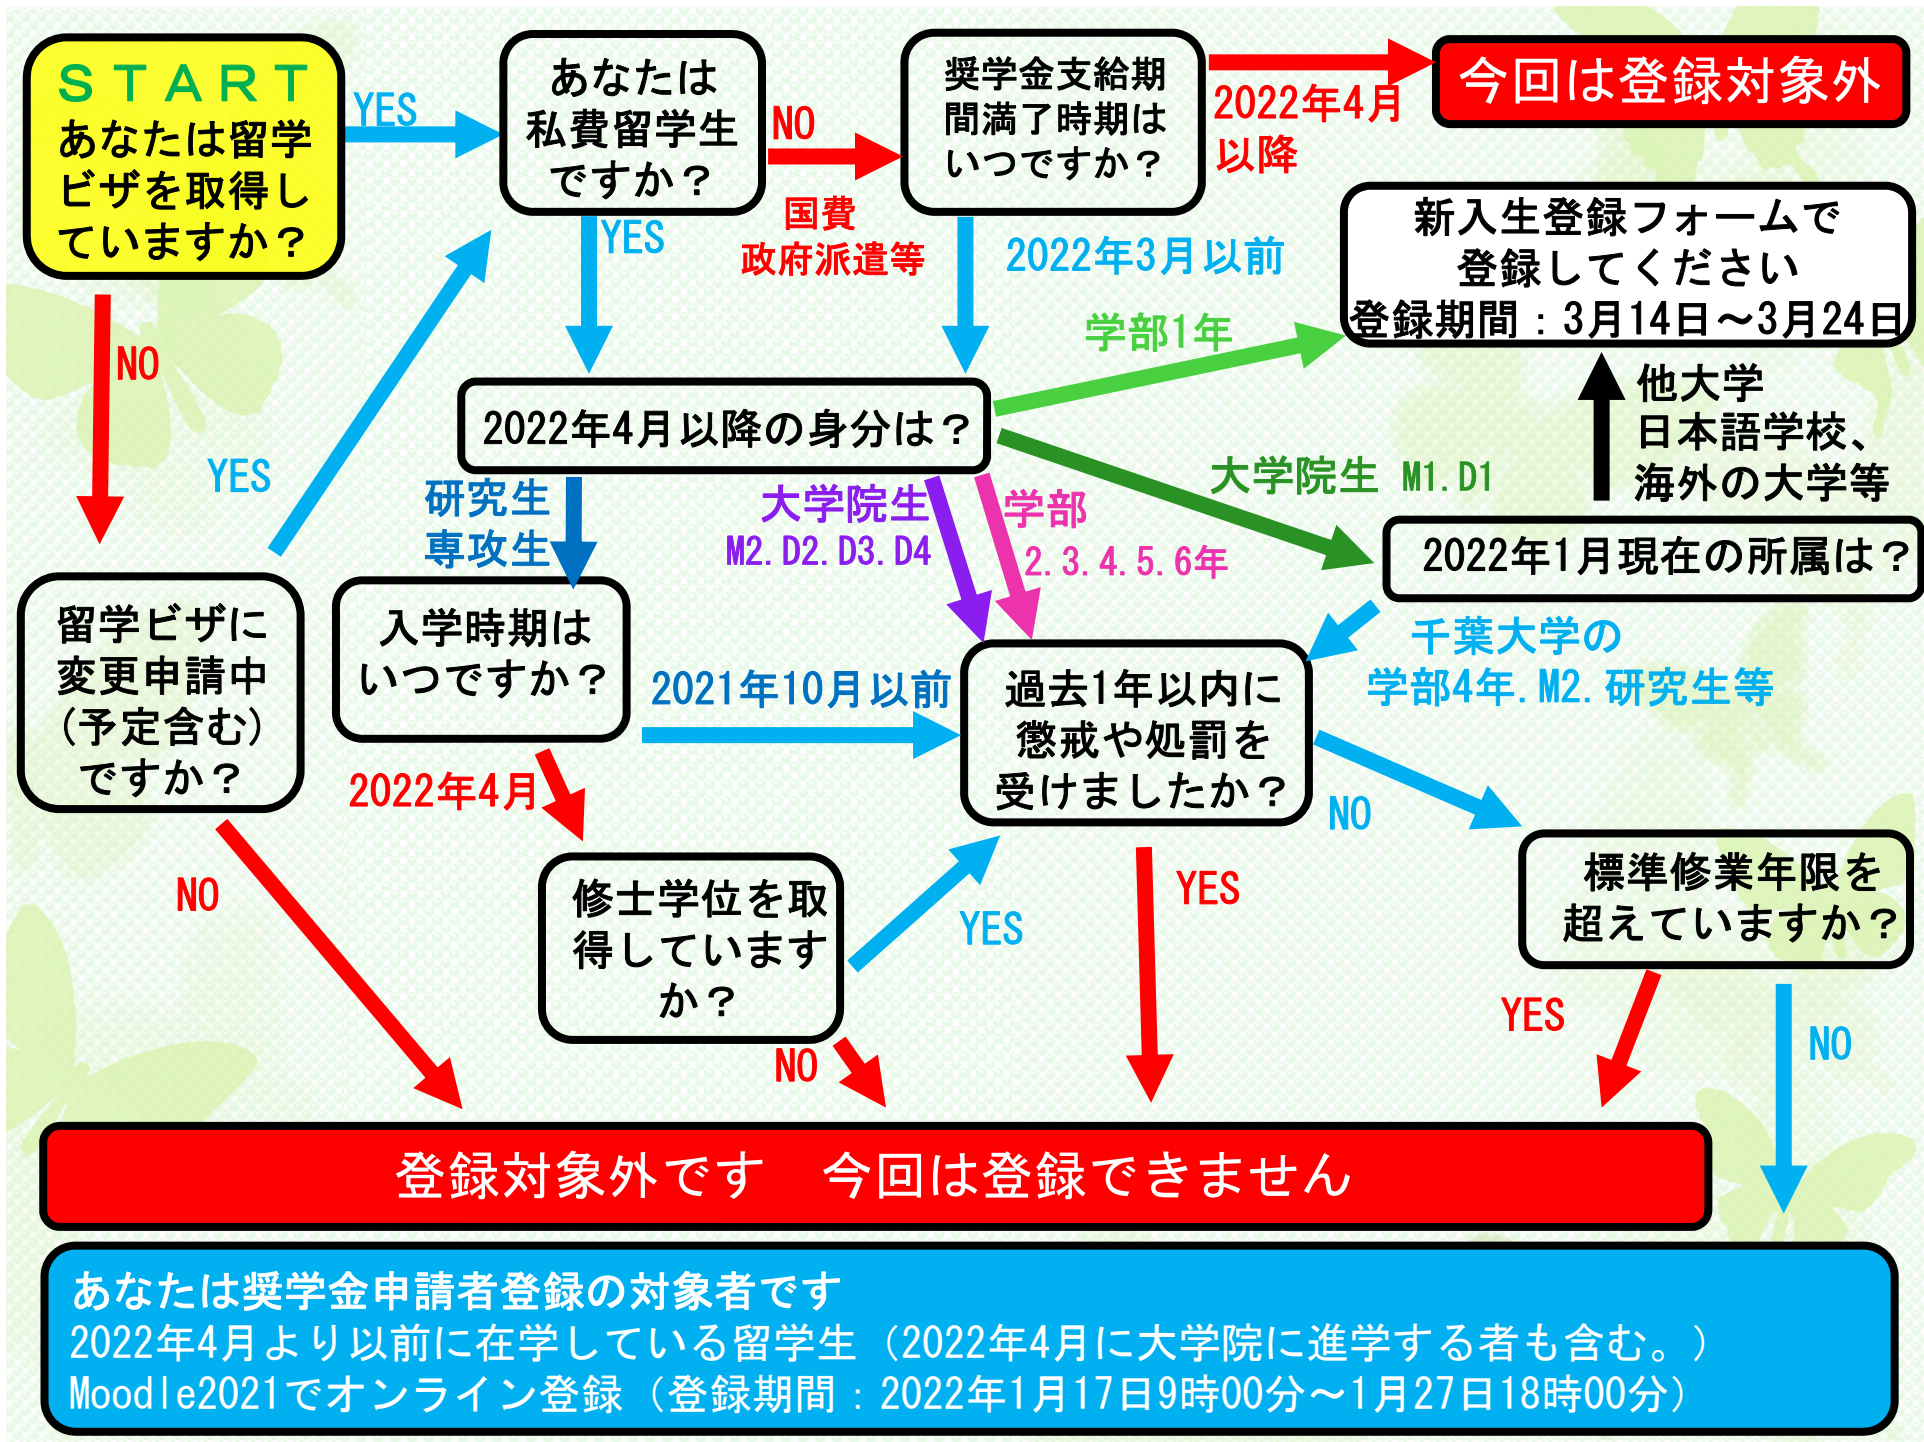 START
あなたは留学
ビザを取得し
ていますか？
YES
あなたは
私費留学生
ですか？
NO
国費
政府派遣等
奨学金支給期
間満了時期は
いつですか？
2022年4月
以降
今回は登録対象外
YES
2022年3月以前
新入生登録フォームで
登録してください
登録期間：3月14日～3月24日
NO
YES
学部1年
他大学
日本語学校、
海外の大学等
2022年4月以降の身分は？
研究生
専攻生
大学院生
M2.D2.D3.D4
学部
2.3.4.5.6年
大学院生 M1.D1
2022年1月現在の所属は？
千葉大学の
学部4年.M2.研究生等
留学ビザに
変更申請中
（予定含む）
ですか？
入学時期は
いつですか？
2021年10月以前
過去1年以内に
懲戒や処罰を
受けましたか？
2022年4月
NO
NO
修士学位を取
得しています
か？
YES
YES
標準修業年限を
超えていますか？
NO
YES
NO
登録対象外です　今回は登録できません
あなたは奨学金申請者登録の対象者です
2022年4月より以前に在学している留学生（2022年4月に大学院に進学する者も含む。）
Moodle2021でオンライン登録（登録期間：2022年1月17日9時00分～1月27日18時00分）